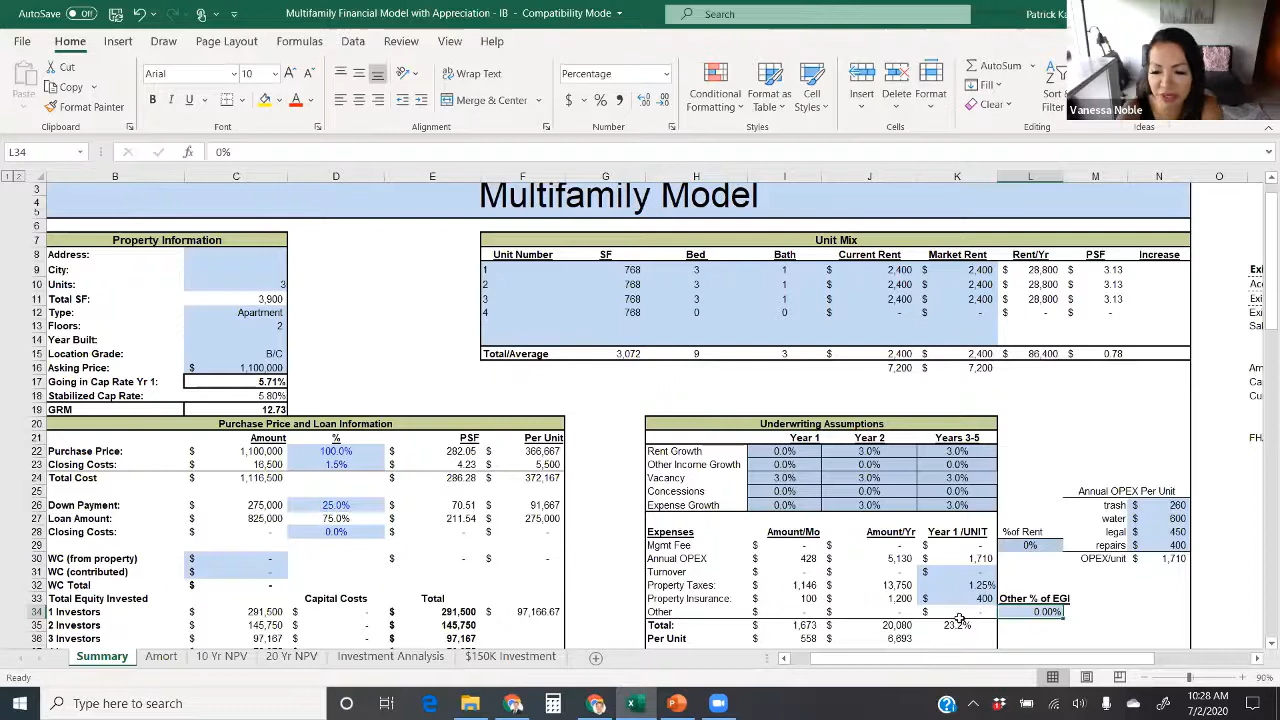 AutoSave Off Multifamily Financial Model with Appreciation - IB - Compatibility Mode Search Patrick Ka
File Home Insert Draw Page Layout Formulas Data Review View Help
Cut Arial 10 Wrap Text Percentage AutoSum
Paste Copy Merge & Center Conditional Formatting Format as Table Cell Styles Insert Delete Format Fill Sort
Format Painter Clear Filter
Clipboard Font Alignment Number Styles Cells Editing Ideas
Vanessa Noble
L34 0%
B C D E F G H I J K L M N O
Multifamily Model
Property Information Unit Mix
Address: Unit Number SF Bed Bath Current Rent Market Rent Rent/Yr PSF Increase
City: 1 768 3 1 $ 2,400 $ 2,400 $ 28,800 $ 3.13 Exi
Units: 3 2 768 3 1 $ 2,400 $ 2,400 $ 28,800 $ 3.13
Total SF: 3,900 3 768 3 1 $ 2,400 $ 2,400 $ 28,800 $ 3.13 Exi
Type: Apartment 4 768 0 0 $ - $ - $ - $ - Exi
Floors: 2 Sal
Year Built:
Location Grade: B/C Total/Average 3,072 9 3 $ 2,400 $ 2,400 $ 86,400 $ 0.78
Asking Price: $ 1,100,000 7,200 $ 7,200
Going in Cap Rate Yr 1: 5.71%
Stabilized Cap Rate: 5.80%
GRM 12.73
Purchase Price and Loan Information Underwriting Assumptions
Amount % PSF Per Unit Year 1 Year 2 Years 3-5
Purchase Price: $ 1,100,000 100.0% $ 282.05 $ 366,667 Rent Growth 0.0% 3.0% 3.0%
Closing Costs: $ 16,500 1.5% $ 4.23 $ 5,500 Other Income Growth 0.0% 0.0% 0.0%
Total Cost $ 1,116,500 $ 286.28 $ 372,167 Vacancy 3.0% 3.0% 3.0%
Concessions 0.0% 0.0% 0.0% Annual OPEX Per Unit
Down Payment: $ 275,000 25.0% $ 70.51 $ 91,667 Expense Growth 0.0% 3.0% 3.0% trash $ 260
Loan Amount: $ 825,000 75.0% $ 211.54 $ 275,000 water $ 600
Closing Costs: $ - 0.0% $ - $ - Expenses Amount/Mo Amount/Yr Year 1 /UNIT %of Rent legal $ 450
Mgmt Fee $ - $ - $ - 0% repairs $ 400
WC (from property) $ - $ - $ - Annual OPEX $ 428 $ 5,130 $ 1,710 OPEX/unit $ 1,710
WC (contributed) $ - Turnover $ - $ - $ -
WC Total $ - Property Taxes: $ 1,146 $ 13,750 1.25%
Total Equity Invested Capital Costs Total Property Insurance: $ 100 $ 1,200 $ 400 Other % of EGI
1 Investors $ 291,500 $ - $ 291,500 $ 97,166.67 Other $ - $ - $ - 0.00%
2 Investors $ 145,750 $ - $ 145,750 Total: $ 1,673 $ 20,080 23.2%
3 Investors $ 97,167 $ - $ 97,167 Per Unit $ 558 $ 6,693
Summary Amort 10 Yr NPV 20 Yr NPV Investment Annalysis $150K Investment
90%
Type here to search 10:28 AM
7/2/2020